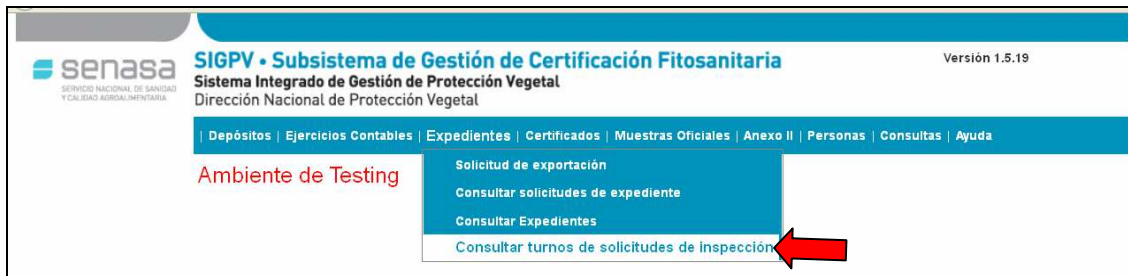 senasa
SERVICIO NACIONAL DE SANIDAD
Y CALIDAD AGROALIMENTARIA
SIGPV • Subsistema de Gestión de Certificación Fitosanitaria
Versión 1.5.19
Sistema Integrado de Gestión de Protección Vegetal
Dirección Nacional de Protección Vegetal
| Depósitos | Ejercicios Contables | Expedientes | Certificados | Muestras Oficiales | Anexo II | Personas | Consultas | Ayuda
Ambiente de Testing
Solicitud de exportación
Consultar solicitudes de expediente
Consultar Expedientes
Consultar turnos de solicitudes de inspección